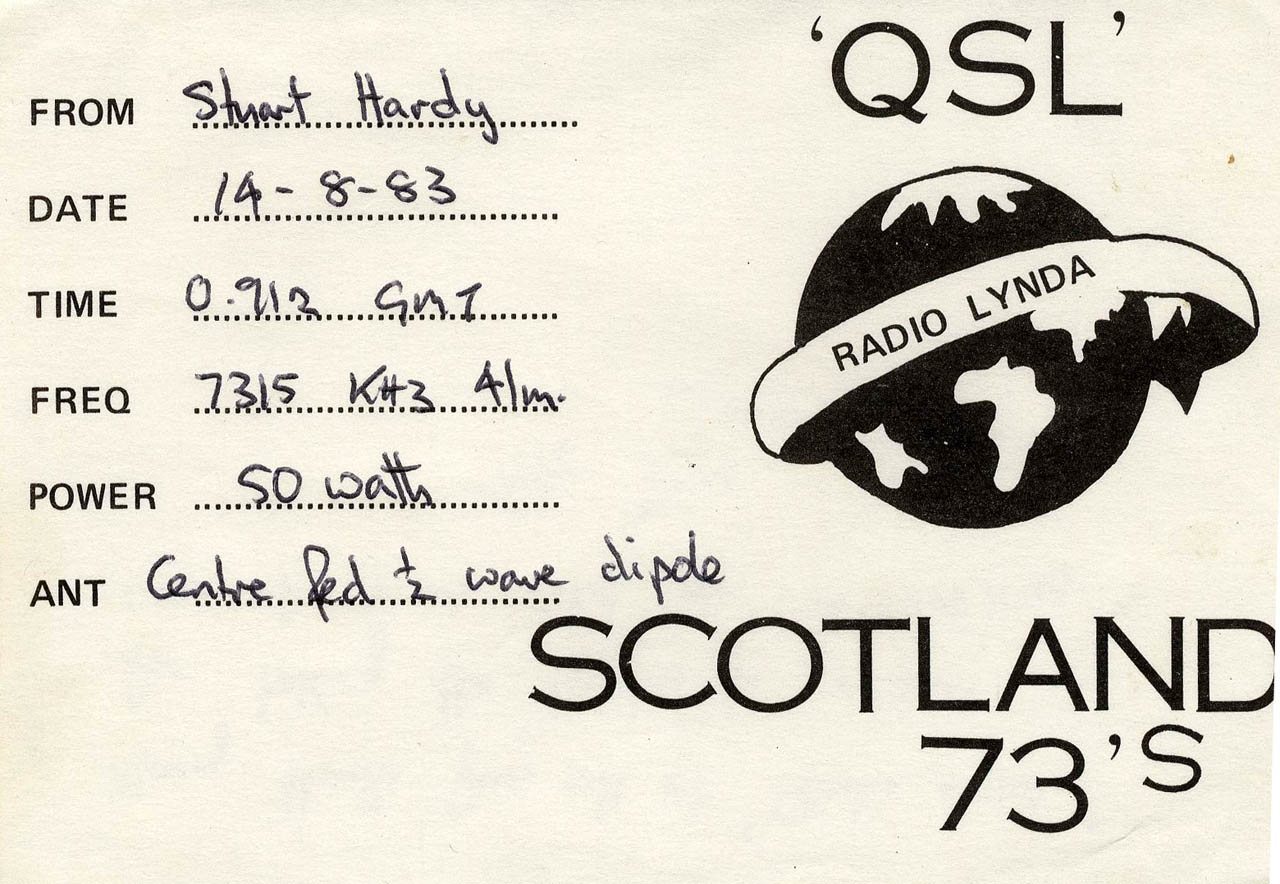 'QSL'
FROM Stuart Hardy
DATE 14-8-83
TIME 0.912 GMT
RADIO LYNDA
FREQ 7315 KHz 41m.
POWER 50 watts
ANT Centre fed ½ wave dipole
SCOTLAND
73's